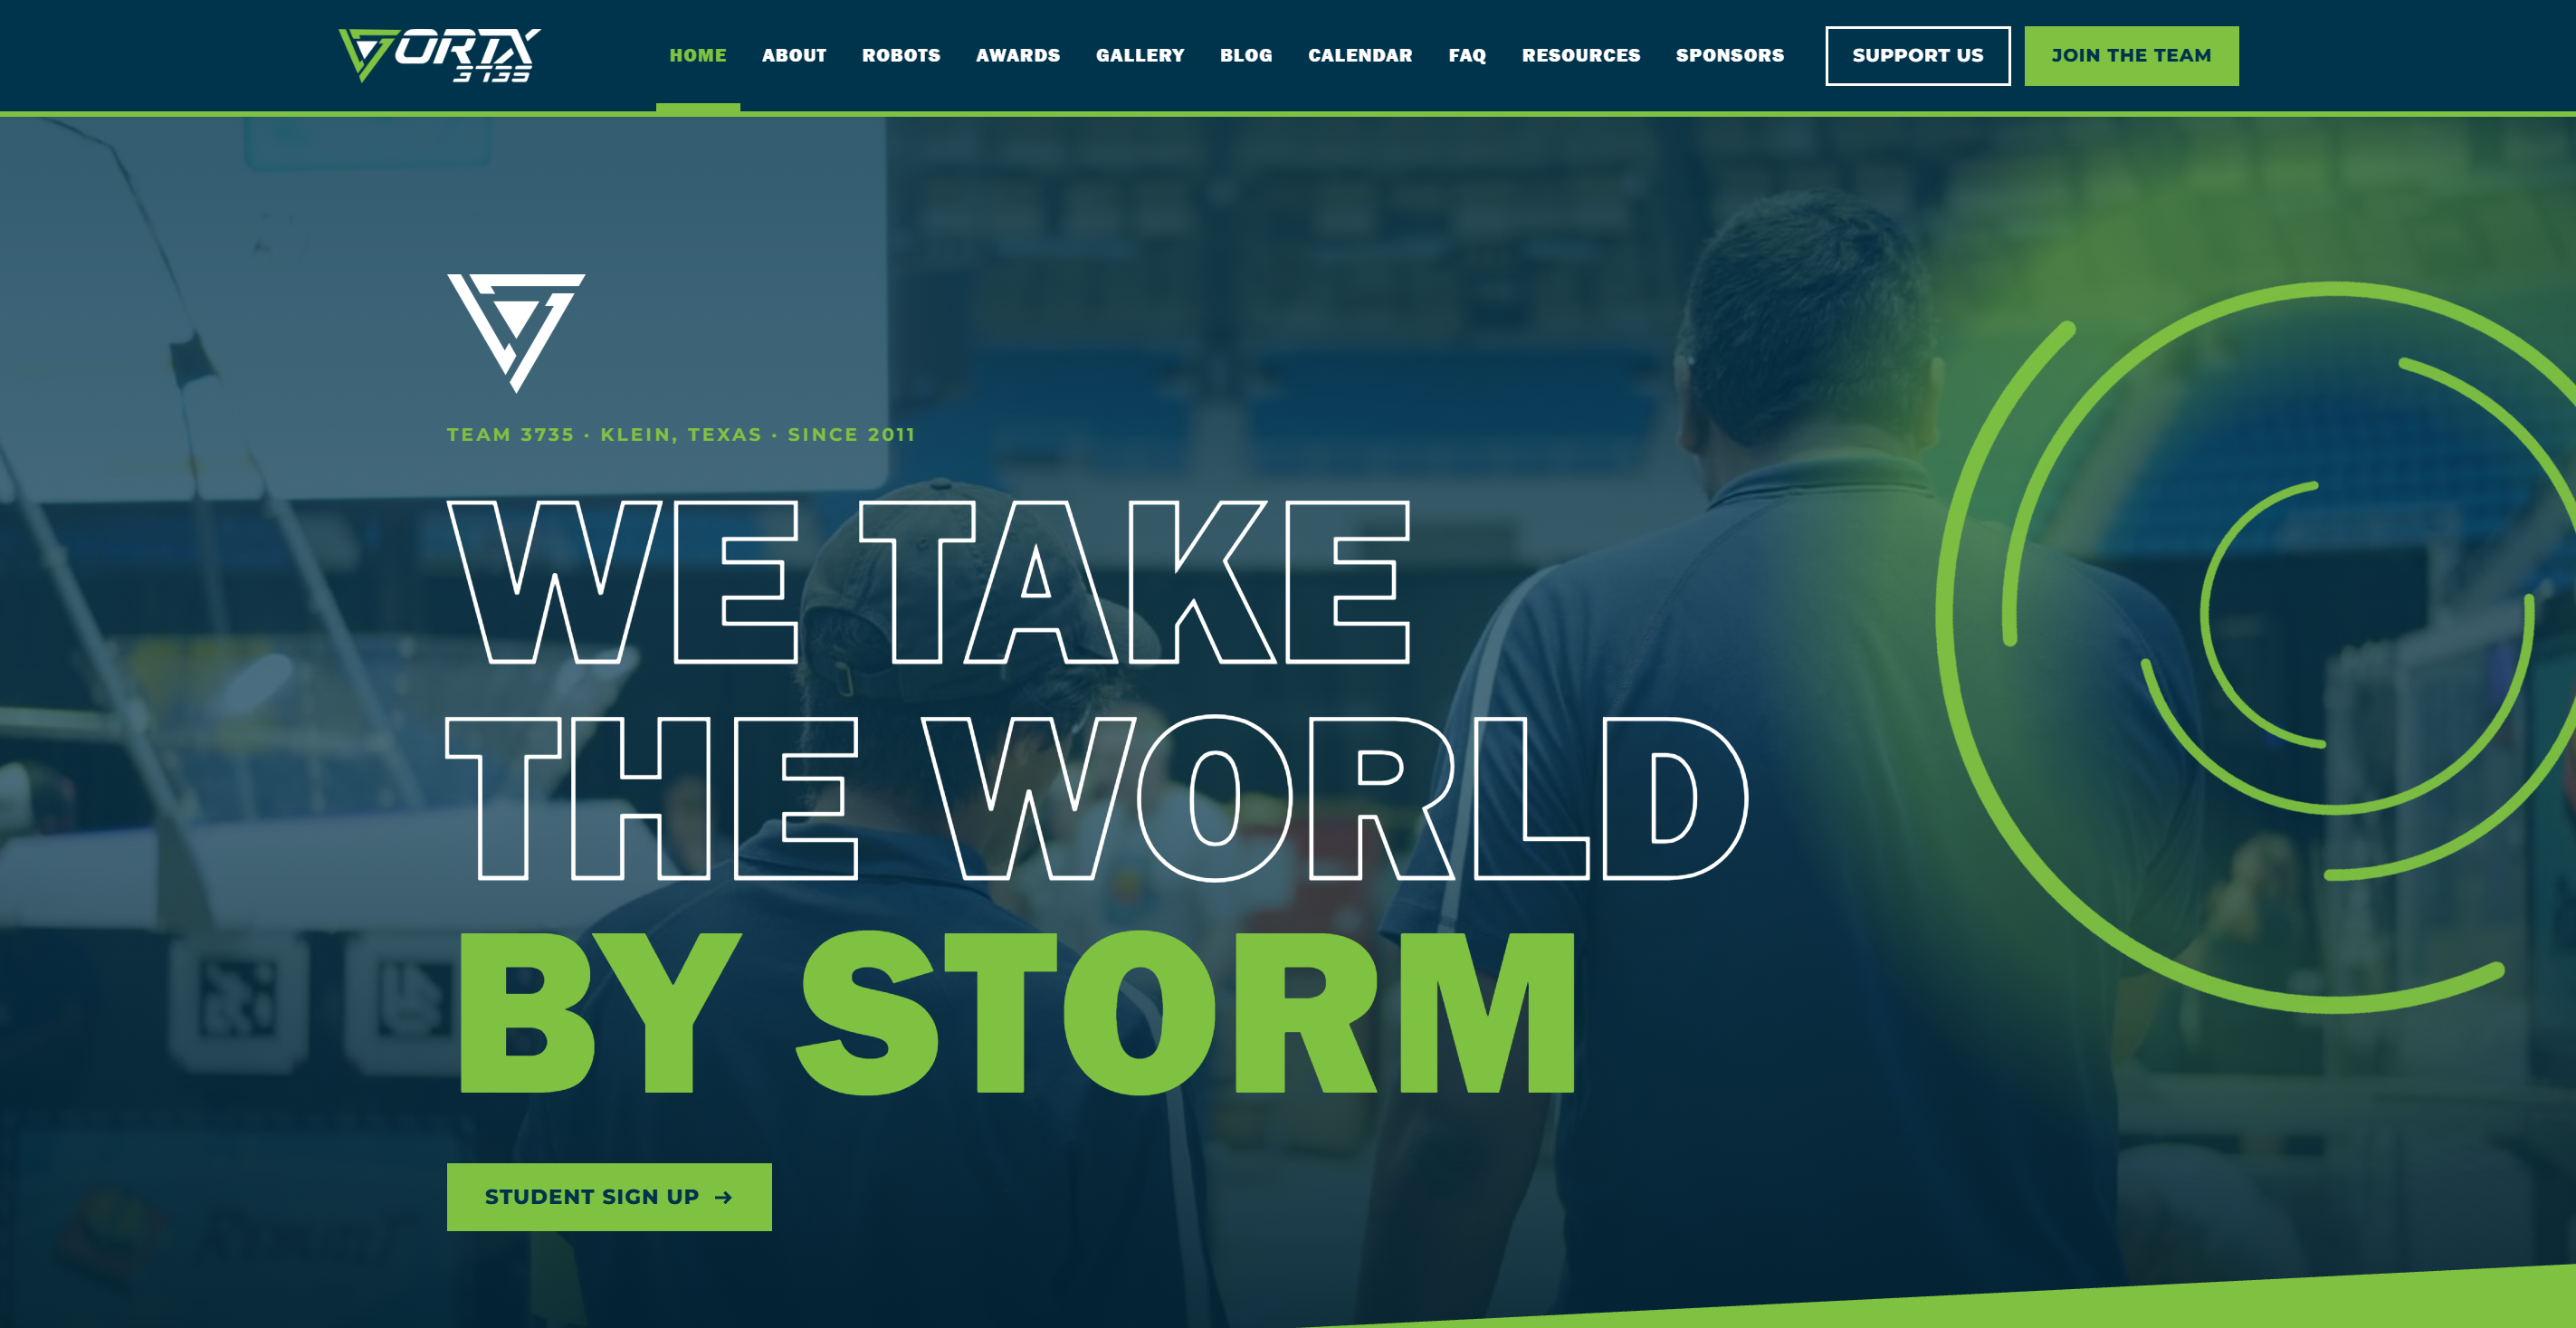 VORTX
3735
HOME ABOUT ROBOTS AWARDS GALLERY BLOG CALENDAR FAQ RESOURCES SPONSORS SUPPORT US JOIN THE TEAM
TEAM 3735 · KLEIN, TEXAS · SINCE 2011
WE TAKE
THE WORLD
BY STORM
STUDENT SIGN UP →